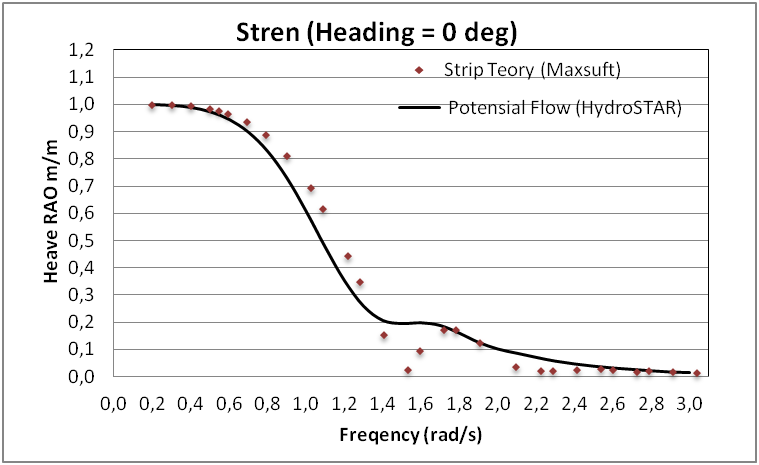 Stren (Heading = 0 deg)
1,2
1,1
1,0
0,9
0,8
0,7
0,6
0,5
0,4
0,3
0,2
0,1
0,0
Heave RAO m/m
Strip Teory (Maxsuft)
Potensial Flow (HydroSTAR)
0,0 0,2 0,4 0,6 0,8 1,0 1,2 1,4 1,6 1,8 2,0 2,2 2,4 2,6 2,8 3,0
Freqency (rad/s)